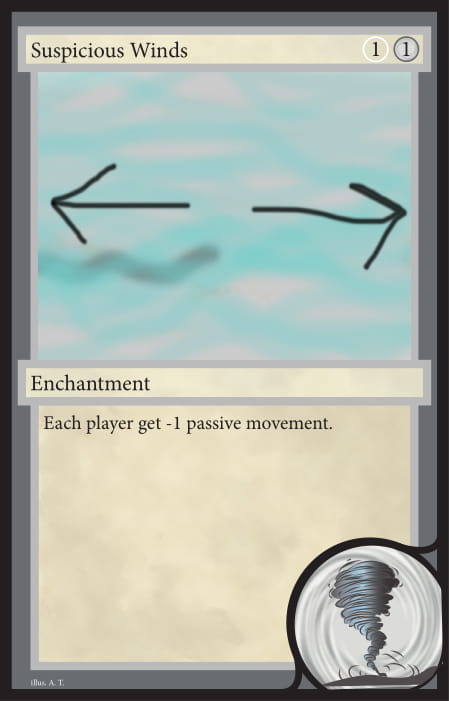 Suspicious Winds 1 1
Enchantment
Each player get -1 passive movement.
illus. A. T.